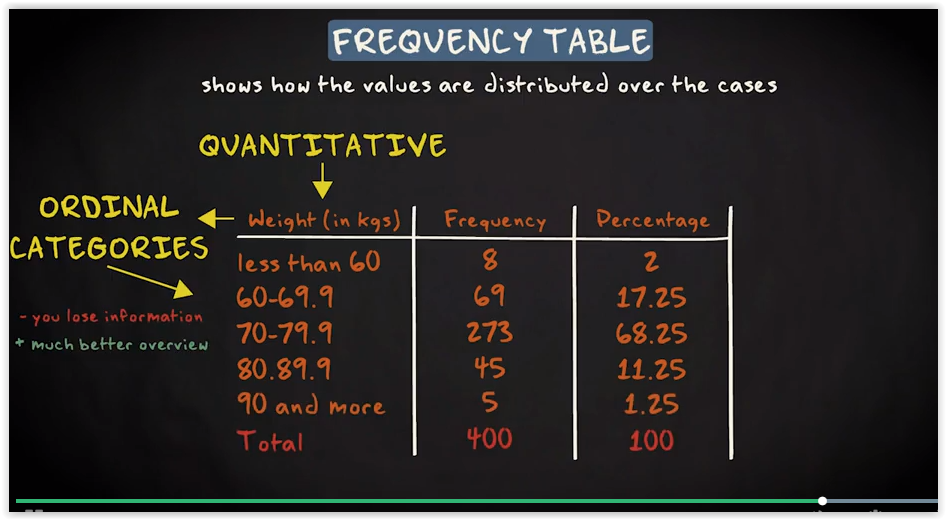 FREQUENCY TABLE
shows how the values are distributed over the cases
QUANTITATIVE
ORDINAL
CATEGORIES
- you lose information
+ much better overview
Weight (in kgs) Frequency Percentage
less than 60 8 2
60-69.9 69 17.25
70-79.9 273 68.25
80.89.9 45 11.25
90 and more 5 1.25
Total 400 100